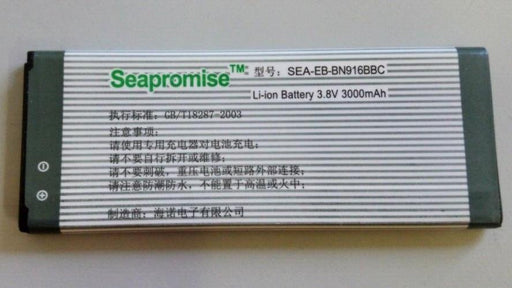 Seapromise™ 型号: SEA-EB-BN916BBC
Li-ion Battery 3.8V 3000mAh
执行标准: GB/T18287-2003
注意事项:
请使用专用充电器对电池充电;
请不要自行拆开或维修;
请不要刺破、重压电池或短路外部连接;
请注意防潮防水, 不能置于高温或火中;
制造商: 海诺电子有限公司